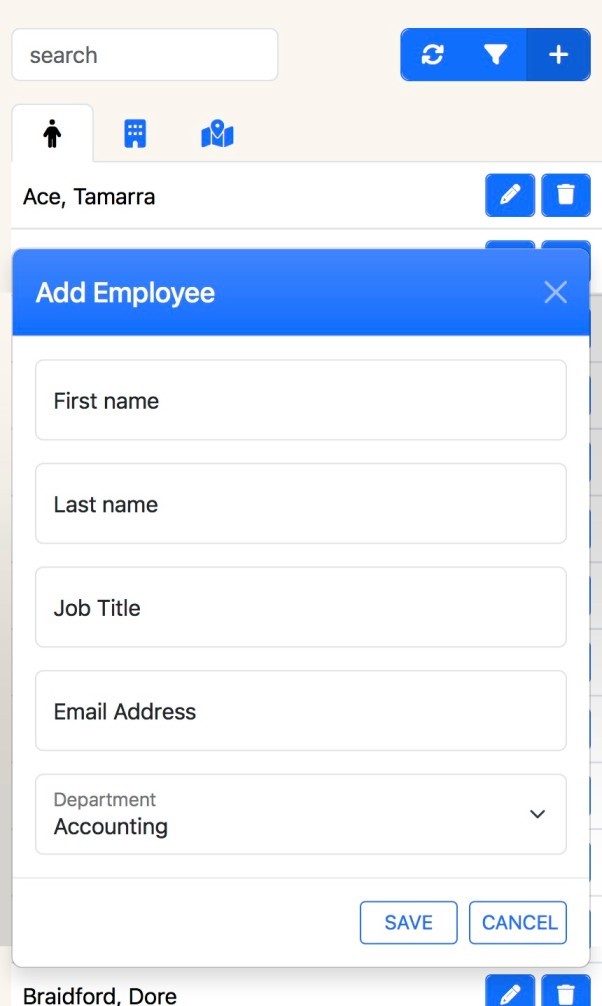 search
Ace, Tamarra
Add Employee
First name
Last name
Job Title
Email Address
Department
Accounting
SAVE
CANCEL
Braidford, Dore